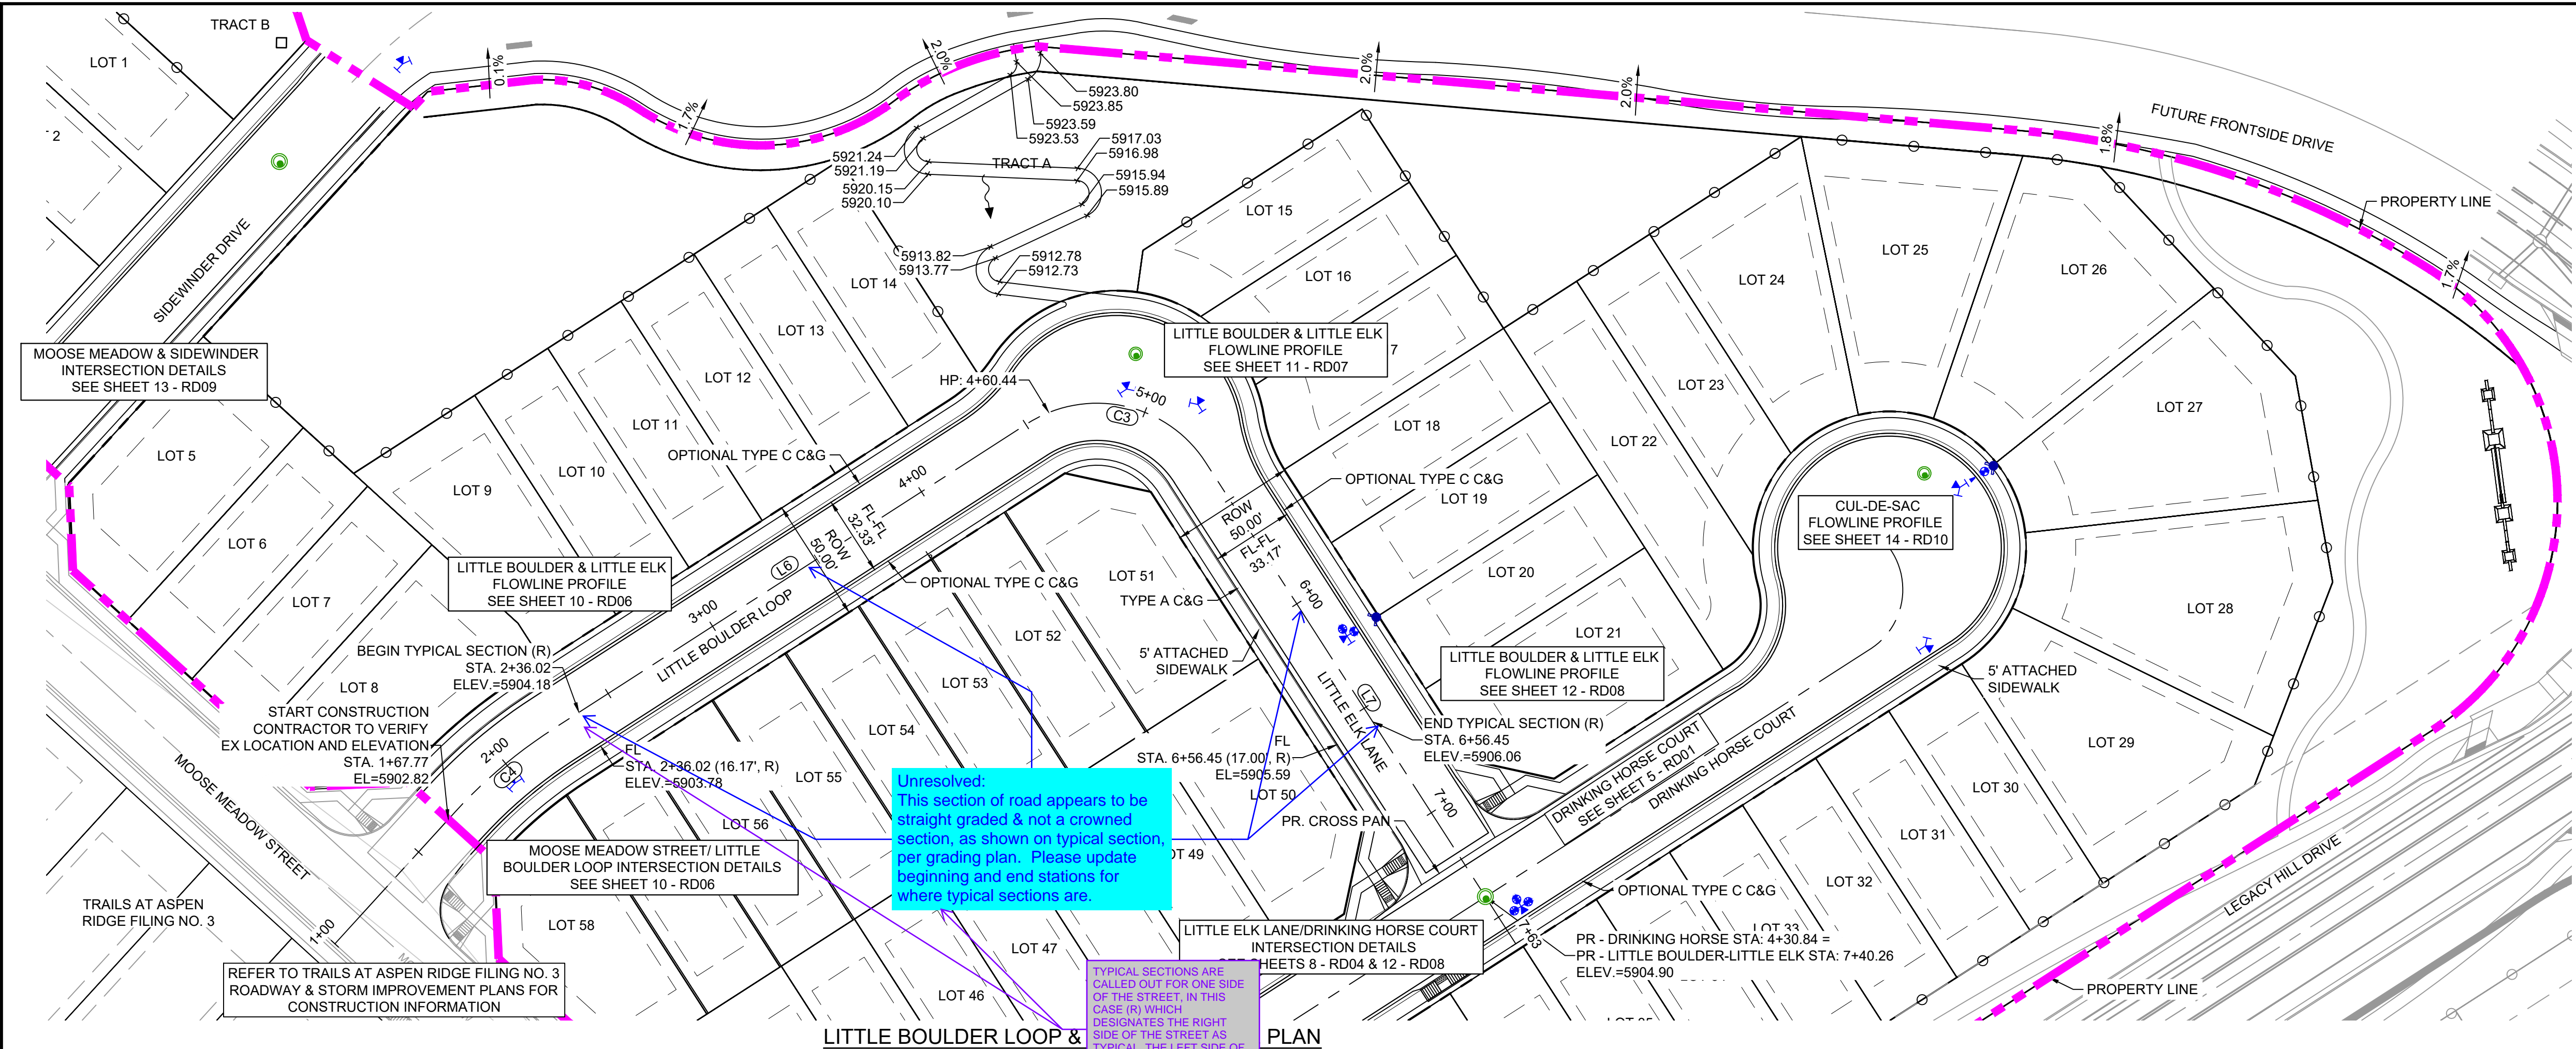 TRACT B
LOT 1
2
SIDEWINDER DRIVE
0.1%
1.7%
2.0%
2.0%
2.0%
1.8%
1.7%
FUTURE FRONTSIDE DRIVE
PROPERTY LINE
5923.80
5923.85
5923.59
5923.53
5921.24
5921.19
5920.15
5920.10
TRACT A
5917.03
5916.98
5915.94
5915.89
5913.82
5913.77
5912.78
5912.73
MOOSE MEADOW & SIDEWINDER
INTERSECTION DETAILS
SEE SHEET 13 - RD09
LOT 5
LOT 6
LOT 7
LOT 8
LOT 9
LOT 10
LOT 11
LOT 12
LOT 13
LOT 14
LOT 15
LOT 16
7
LOT 18
LOT 19
LOT 20
LOT 21
LOT 22
LOT 23
LOT 24
LOT 25
LOT 26
LOT 27
LOT 28
LOT 29
LOT 30
LOT 31
LOT 32
LOT 33
LITTLE BOULDER & LITTLE ELK
FLOWLINE PROFILE
SEE SHEET 11 - RD07
HP: 4+60.44
5+00
C3
OPTIONAL TYPE C C&G
4+00
FL-FL
32.33'
ROW
50.00'
L6
3+00
LITTLE BOULDER LOOP
OPTIONAL TYPE C C&G
LITTLE BOULDER & LITTLE ELK
FLOWLINE PROFILE
SEE SHEET 10 - RD06
OPTIONAL TYPE C C&G
ROW
50.00'
FL-FL
33.17'
6+00
L7
LITTLE ELK LANE
7+00
LOT 51
TYPE A C&G
5' ATTACHED
SIDEWALK
LOT 52
LOT 53
LOT 54
LOT 55
LOT 56
LOT 58
LOT 50
OT 49
LOT 47
LOT 46
CUL-DE-SAC
FLOWLINE PROFILE
SEE SHEET 14 - RD10
LITTLE BOULDER & LITTLE ELK
FLOWLINE PROFILE
SEE SHEET 12 - RD08
5' ATTACHED
SIDEWALK
BEGIN TYPICAL SECTION (R)
STA. 2+36.02
ELEV.=5904.18
START CONSTRUCTION
CONTRACTOR TO VERIFY
EX LOCATION AND ELEVATION
STA. 1+67.77
EL=5902.82
2+00
C4
FL
STA. 2+36.02 (16.17', R)
ELEV.=5903.78
FL
STA. 6+56.45 (17.00', R)
EL=5905.59
END TYPICAL SECTION (R)
STA. 6+56.45
ELEV.=5906.06
Unresolved:
This section of road appears to be
straight graded & not a crowned
section, as shown on typical section,
per grading plan. Please update
beginning and end stations for
where typical sections are.
PR. CROSS PAN
DRINKING HORSE COURT
SEE SHEET 5 - RD01
DRINKING HORSE COURT
MOOSE MEADOW STREET
MOOSE MEADOW STREET/ LITTLE
BOULDER LOOP INTERSECTION DETAILS
SEE SHEET 10 - RD06
TRAILS AT ASPEN
RIDGE FILING NO. 3
1+00
REFER TO TRAILS AT ASPEN RIDGE FILING NO. 3
ROADWAY & STORM IMPROVEMENT PLANS FOR
CONSTRUCTION INFORMATION
LITTLE ELK LANE/DRINKING HORSE COURT
INTERSECTION DETAILS
SHEETS 8 - RD04 & 12 - RD08
7+63
OPTIONAL TYPE C C&G
PR - DRINKING HORSE STA: 4+30.84 =
PR - LITTLE BOULDER-LITTLE ELK STA: 7+40.26
ELEV.=5904.90
LEGACY HILL DRIVE
PROPERTY LINE
TYPICAL SECTIONS ARE
CALLED OUT FOR ONE SIDE
OF THE STREET, IN THIS
CASE (R) WHICH
DESIGNATES THE RIGHT
SIDE OF THE STREET AS
TYPICAL. THE LEFT SIDE OF
LITTLE BOULDER LOOP & PLAN